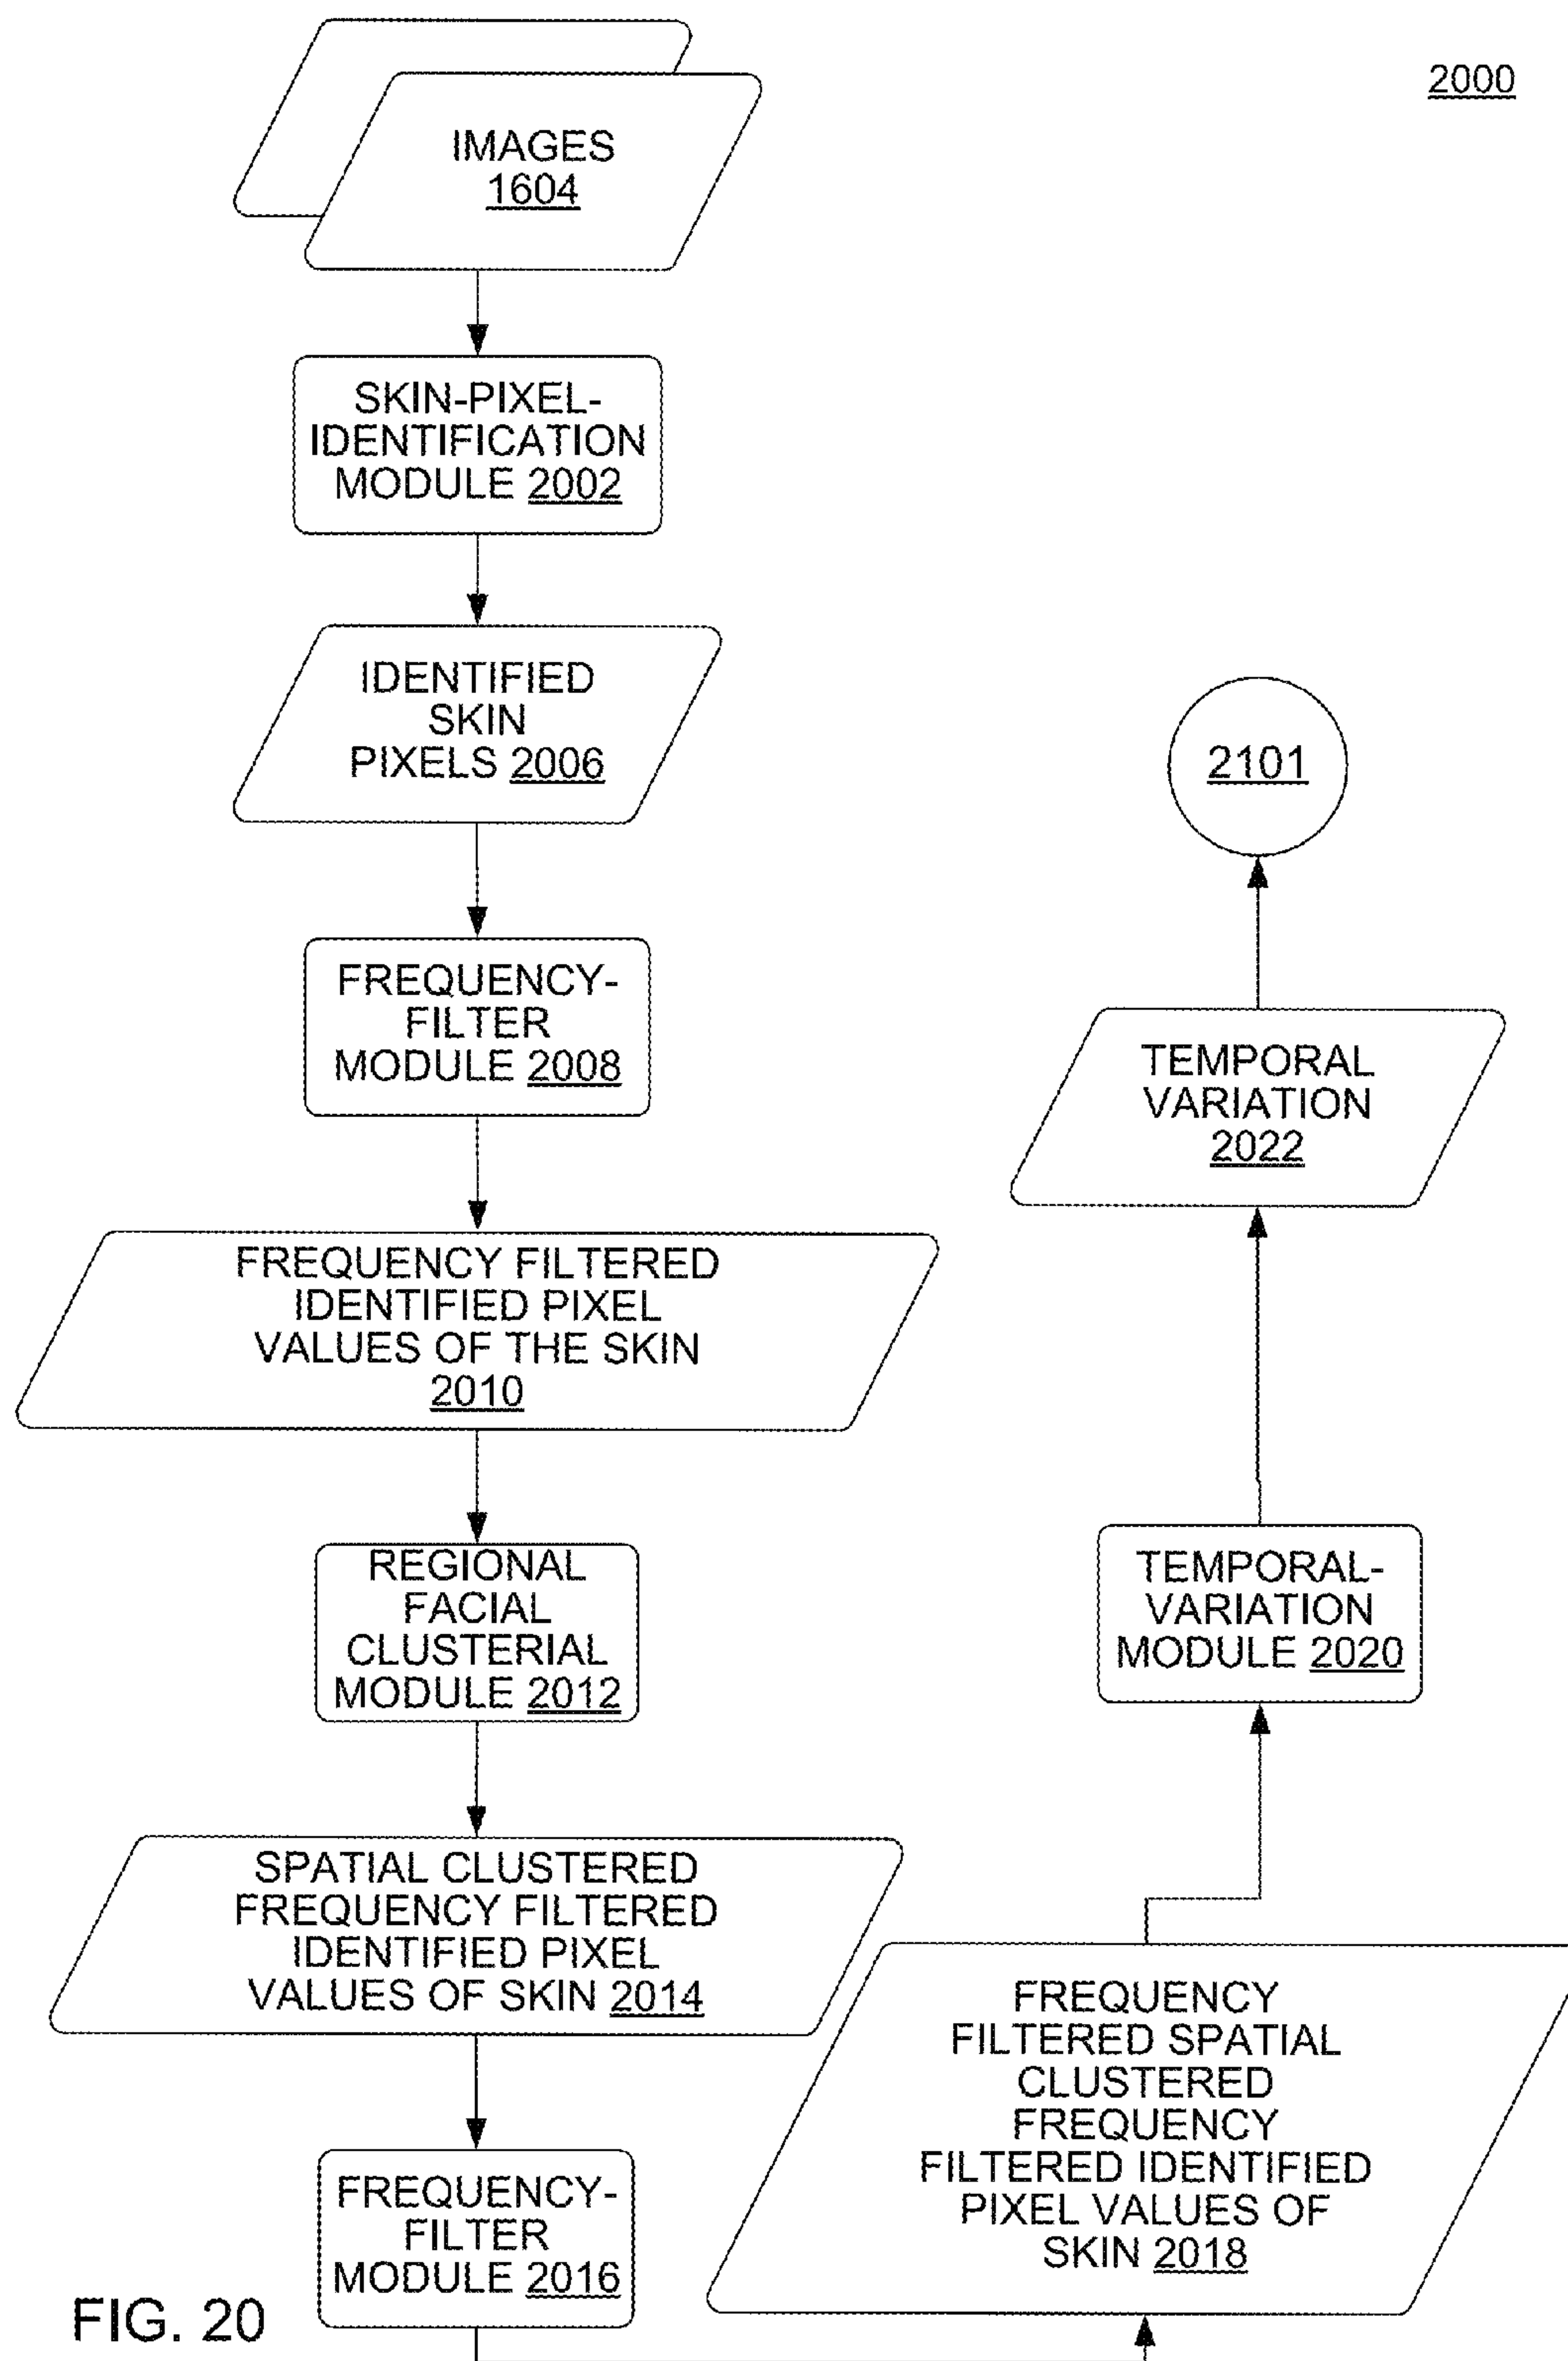 2000
IMAGES
1604
SKIN-PIXEL-
IDENTIFICATION
MODULE 2002
IDENTIFIED
SKIN
PIXELS 2006
FREQUENCY-
FILTER
MODULE 2008
FREQUENCY FILTERED
IDENTIFIED PIXEL
VALUES OF THE SKIN
2010
REGIONAL
FACIAL
CLUSTERIAL
MODULE 2012
SPATIAL CLUSTERED
FREQUENCY FILTERED
IDENTIFIED PIXEL
VALUES OF SKIN 2014
FREQUENCY-
FILTER
MODULE 2016
FREQUENCY
FILTERED SPATIAL
CLUSTERED
FREQUENCY
FILTERED IDENTIFIED
PIXEL VALUES OF
SKIN 2018
TEMPORAL-
VARIATION
MODULE 2020
TEMPORAL
VARIATION
2022
2101
FIG. 20